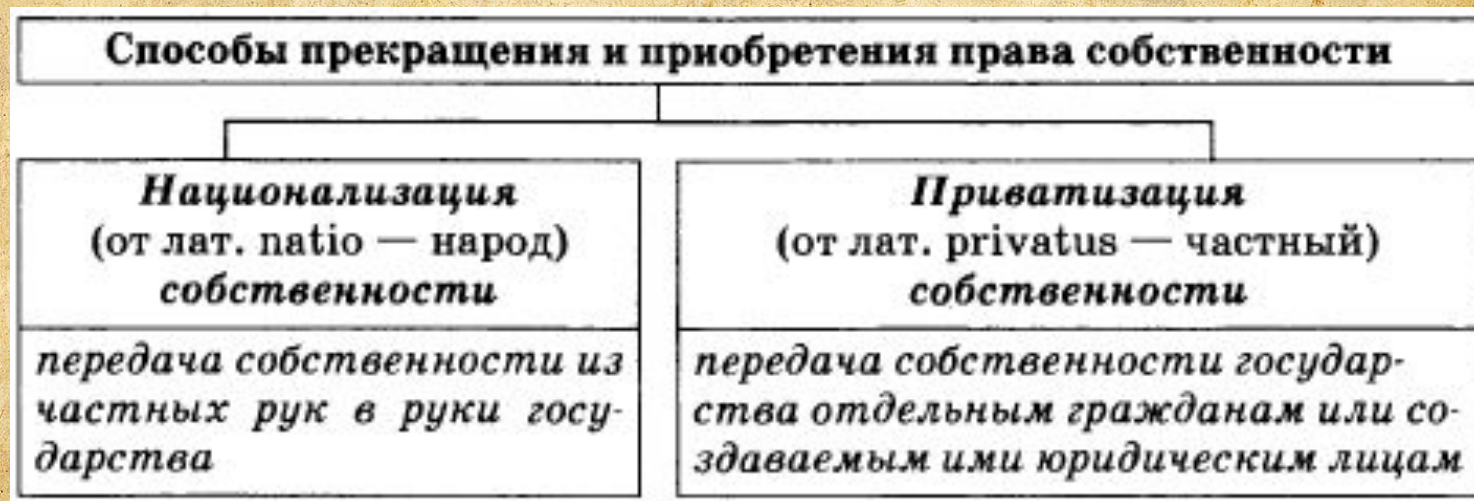 Способы прекращения и приобретения права собственности
Национализация
(от лат. natio — народ)
собственности
передача собственности из
частных рук в руки госу-
дарства
Приватизация
(от лат. privatus — частный)
собственности
передача собственности государ-
ства отдельным гражданам или со-
здаваемым ими юридическим лицам